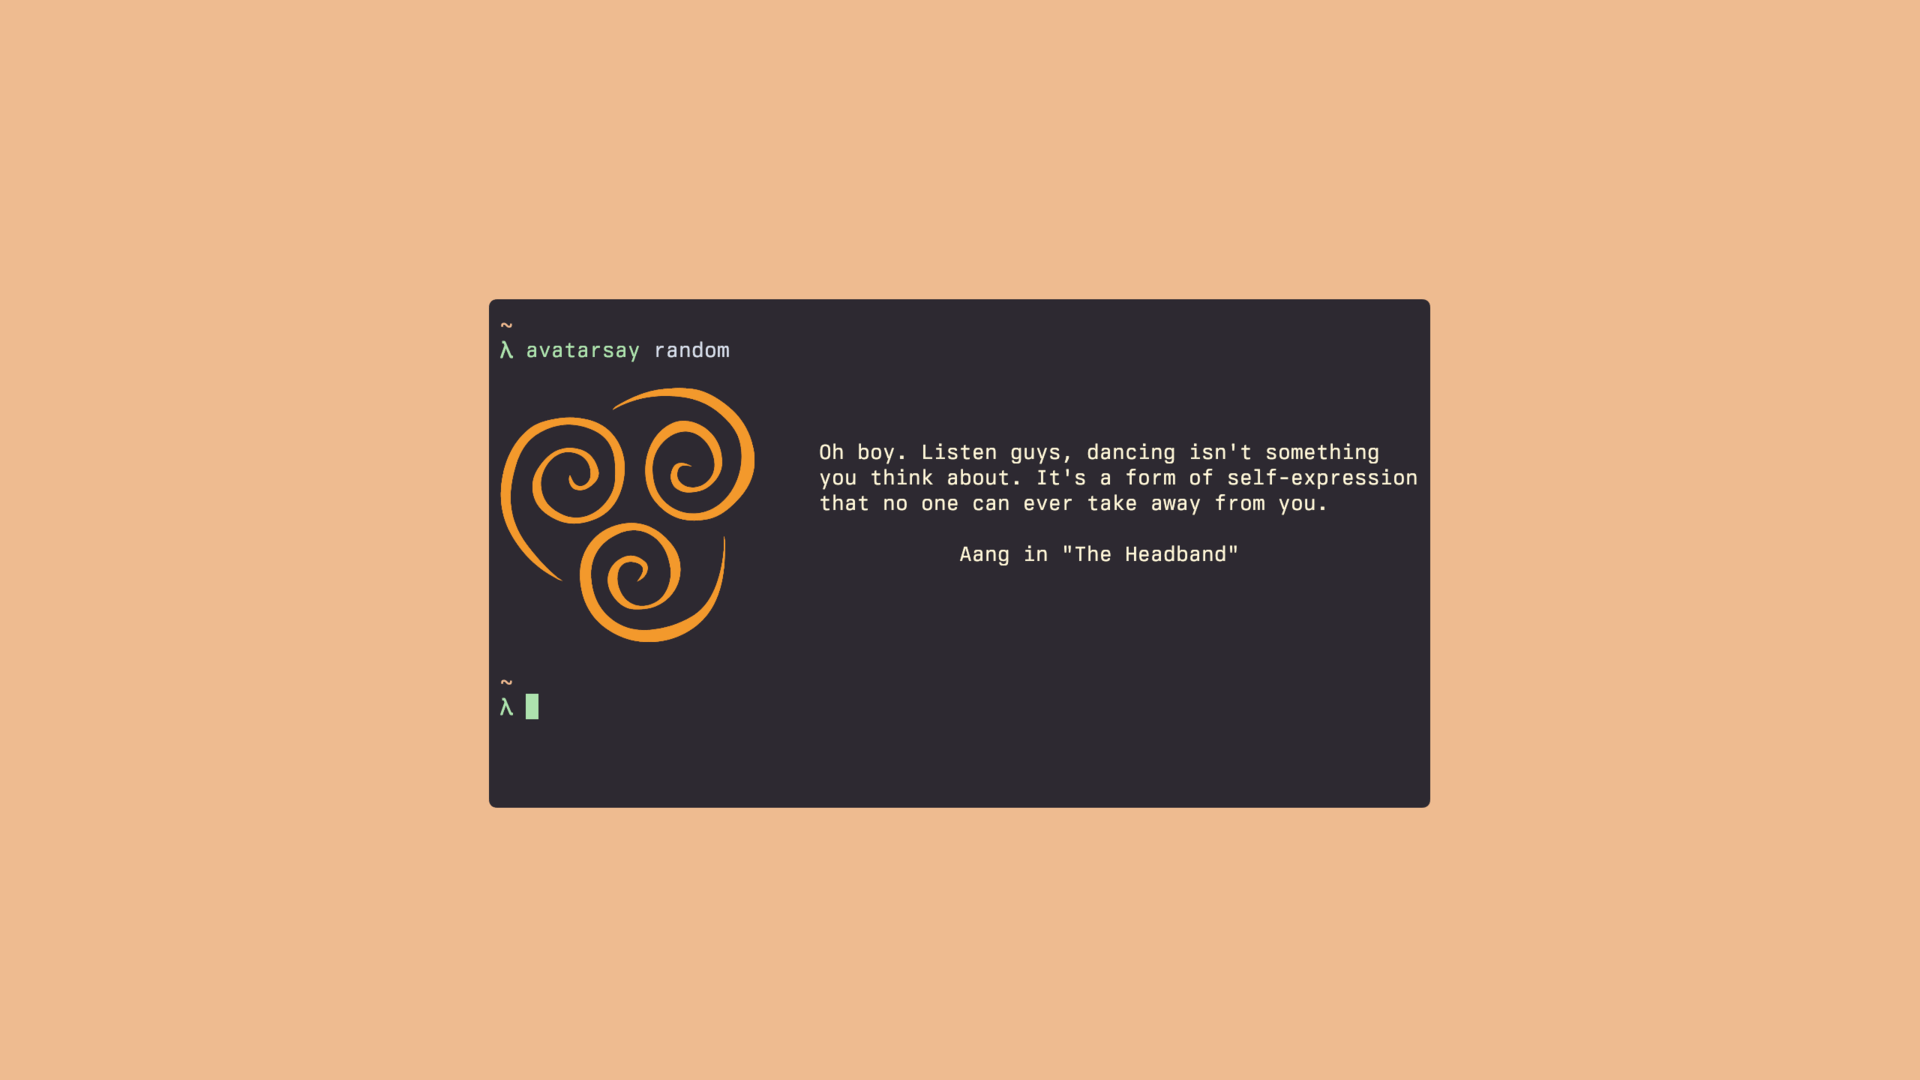 ~
λ avatarsay random
Oh boy. Listen guys, dancing isn't something
you think about. It's a form of self-expression
that no one can ever take away from you.
Aang in "The Headband"
~
λ